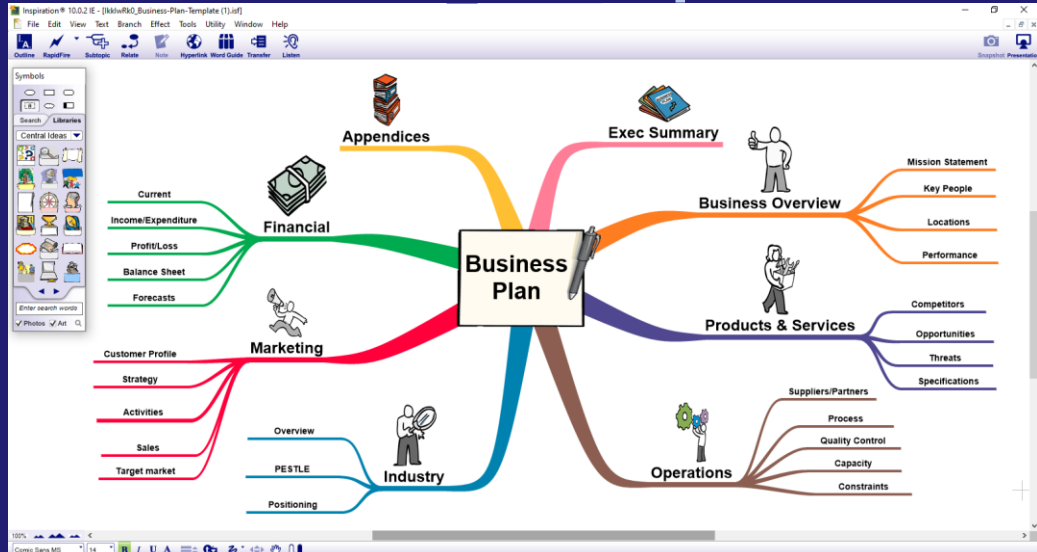 Inspiration® 10.0.2 IE - [lkklwRk0_Business-Plan-Template (1).isf]
File Edit View Text Branch Effect Tools Utility Window Help
Outline RapidFire Subtopic Relate Note Hyperlink Word Guide Transfer Listen Snapshot Presentatio
Symbols
Search Libraries
Central Ideas
Enter search words
Photos Art
Appendices
Exec Summary
Business Overview
Mission Statement
Key People
Locations
Performance
Products & Services
Competitors
Opportunities
Threats
Specifications
Operations
Suppliers/Partners
Process
Quality Control
Capacity
Constraints
Industry
Overview
PESTLE
Positioning
Marketing
Customer Profile
Strategy
Activities
Sales
Target market
Financial
Current
Income/Expenditure
Profit/Loss
Balance Sheet
Forecasts
Business
Plan
100%
Comic Sans MS 14 B I U A